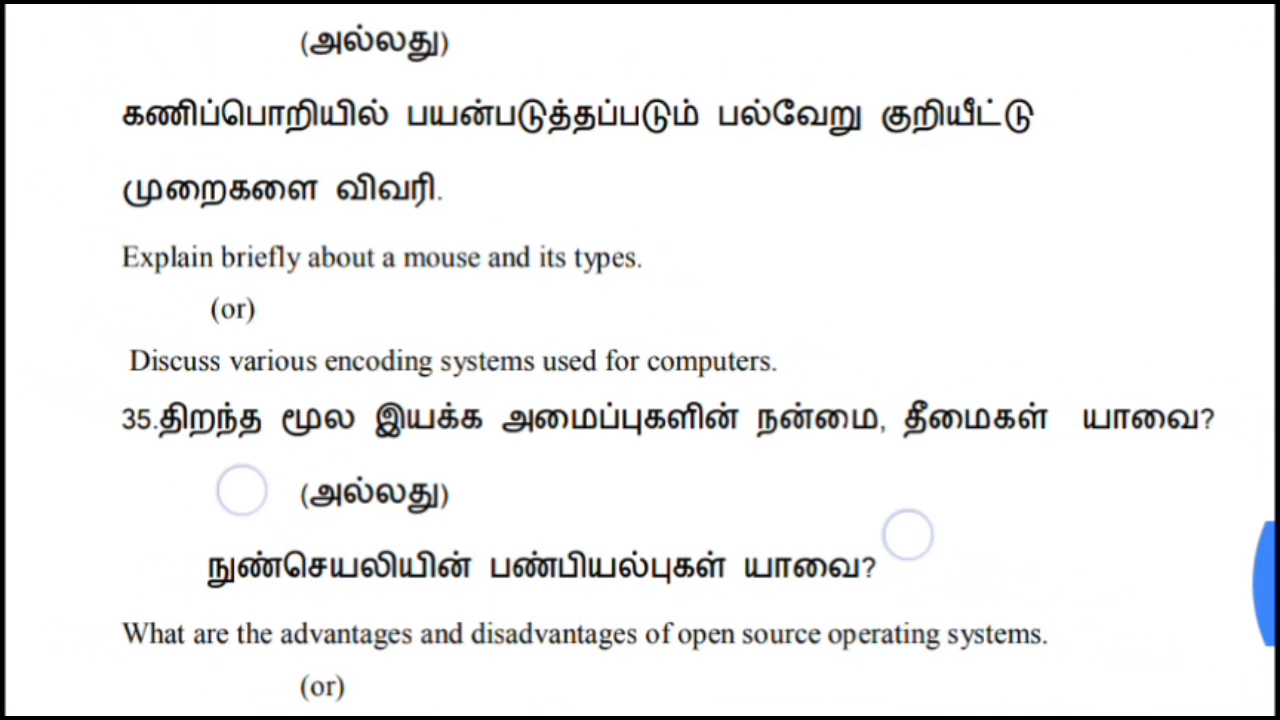 (அல்லது)
கணிப்பொறியில் பயன்படுத்தப்படும் பல்வேறு குறியீட்டு
முறைகளை விவரி.
Explain briefly about a mouse and its types.
(or)
Discuss various encoding systems used for computers.
35.திறந்த மூல இயக்க அமைப்புகளின் நன்மை, தீமைகள் யாவை?
(அல்லது)
நுண்செயலியின் பண்பியல்புகள் யாவை?
What are the advantages and disadvantages of open source operating systems.
(or)